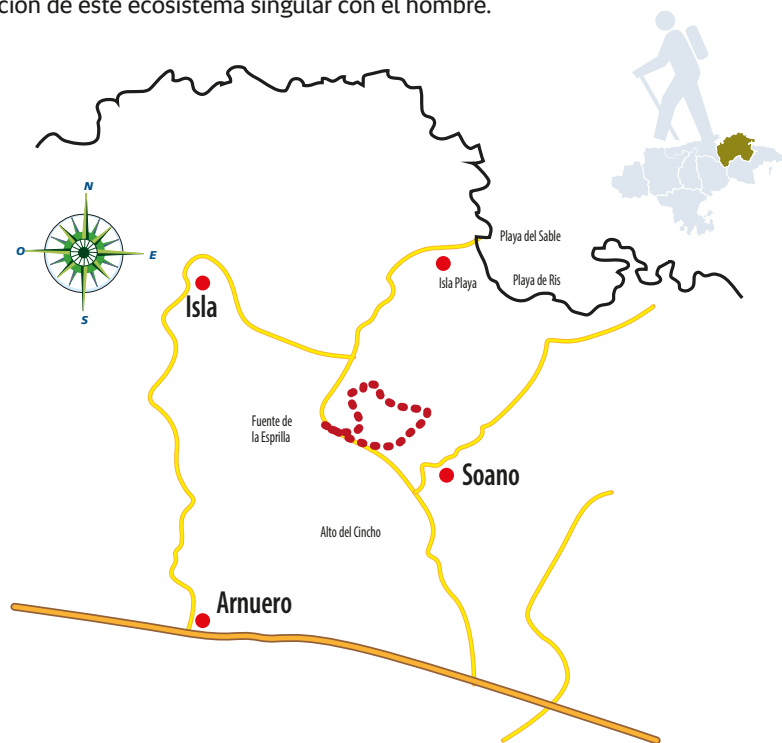 ción de este ecosistema singular con el hombre.
N
O
E
S
Playa del Sable
Isla Playa
Playa de Ris
Isla
Fuente de
la Esprilla
Soano
Alto del Cincho
Arnuero